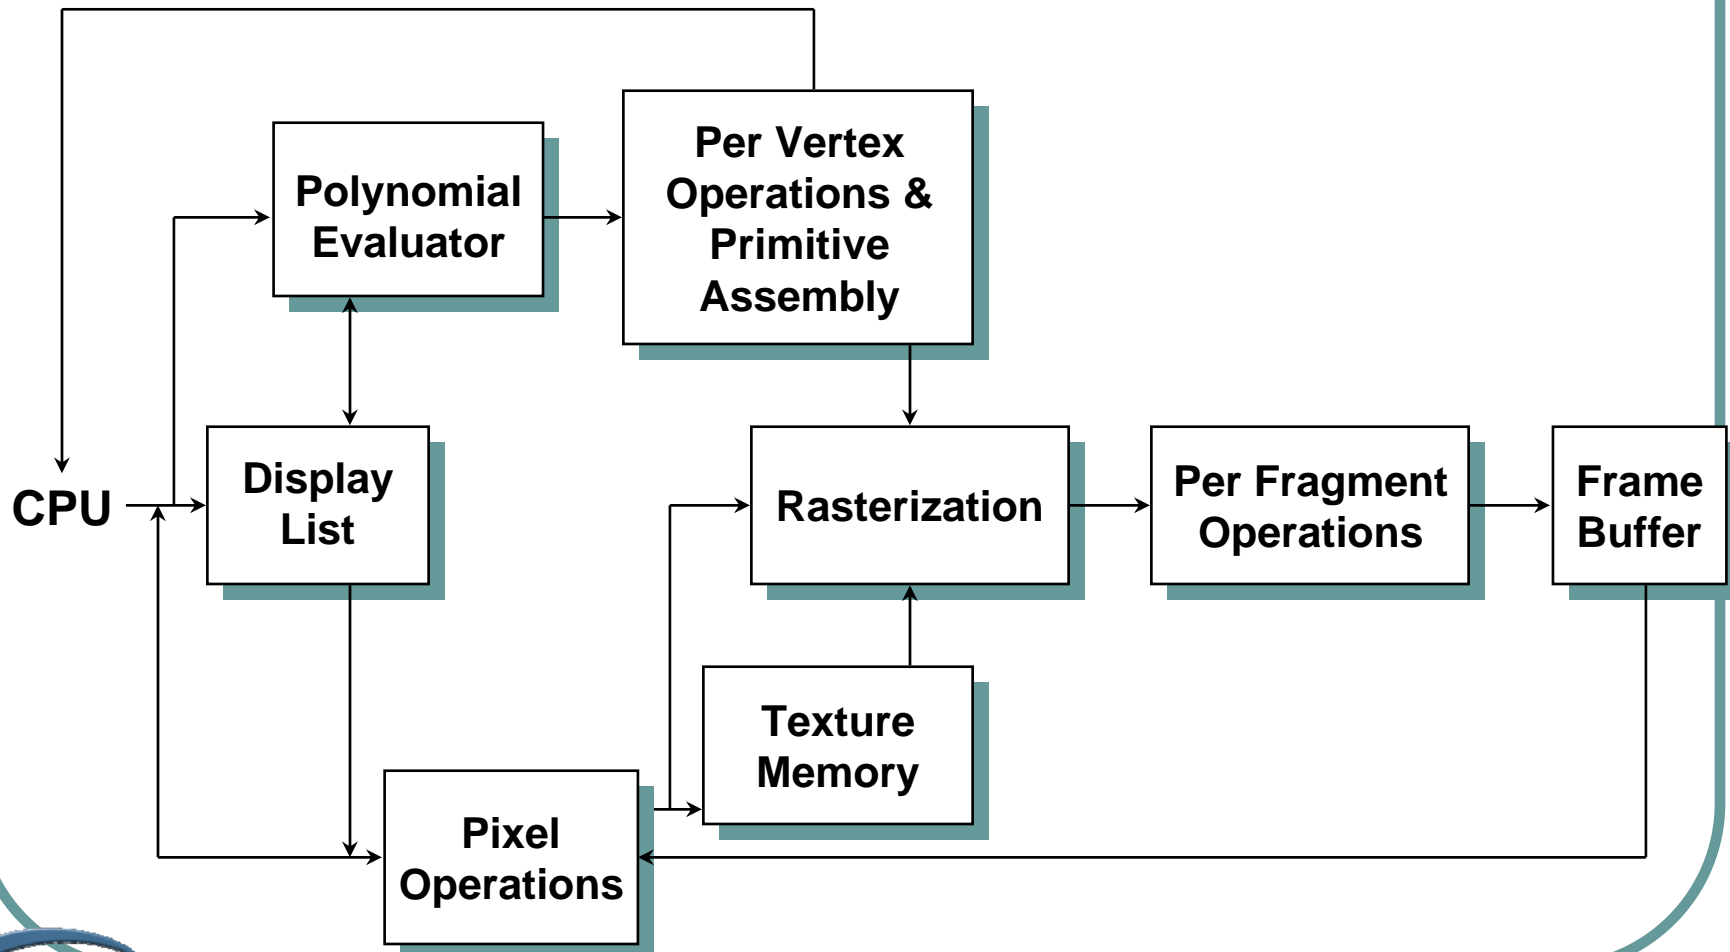 Polynomial
Evaluator
Per Vertex
Operations &
Primitive
Assembly
CPU
Display
List
Rasterization
Per Fragment
Operations
Frame
Buffer
Texture
Memory
Pixel
Operations